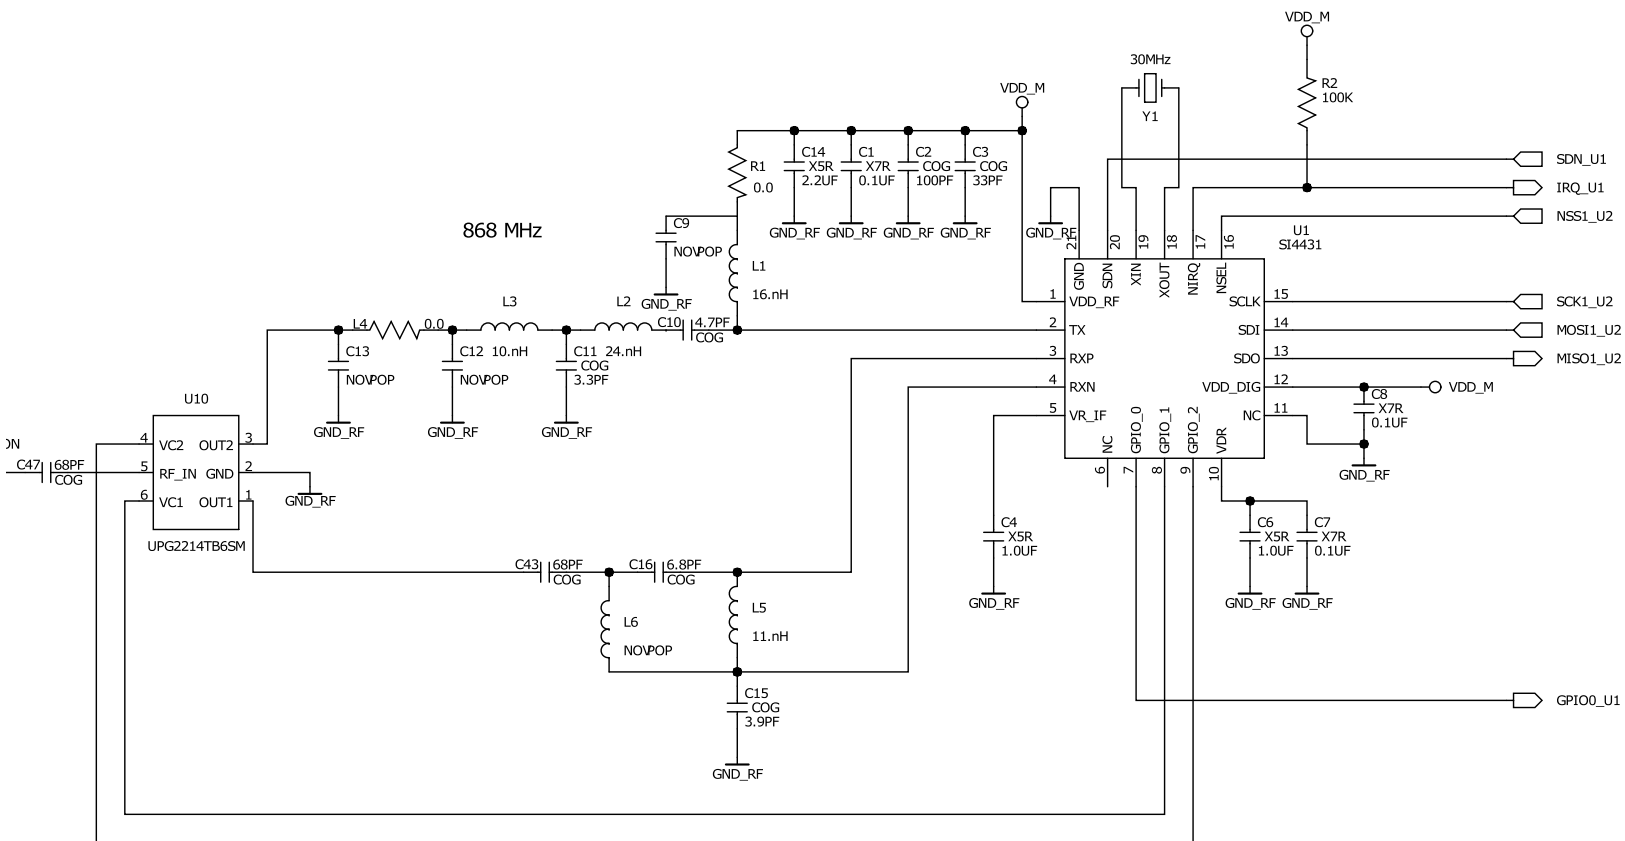 VDD_M
30MHz
R2
100K
VDD_M
Y1
R1
0.0
C14
X5R
2.2UF
C1
X7R
0.1UF
C2
COG
100PF
C3
COG
33PF
SDN_U1
IRQ_U1
NSS1_U2
868 MHz
C9
NOVPOP
GND_RF
GND_RF
GND_RF
GND_RF
GND_RF
GND_RF
U1
SI4431
21
20
19
18
17
16
GND
SDN
XIN
XOUT
NIRQ
NSEL
L1
16.nH
L3
10.nH
L2
24.nH
L4
0.0
C10
4.7PF
COG
1
VDD_RF
2
TX
3
RXP
4
RXN
5
VR_IF
SCLK
15
SDI
14
SDO
13
VDD_DIG
12
NC
11
SCK1_U2
MOSI1_U2
MISO1_U2
VDD_M
C8
X7R
0.1UF
GND_RF
C13
NOVPOP
C12
NOVPOP
C11
COG
3.3PF
GND_RF
GND_RF
GND_RF
NC
GPIO_0
GPIO_1
GPIO_2
VDR
6
7
8
9
10
U10
4
VC2
OUT2
3
5
RF_IN
GND
2
6
VC1
OUT1
1
UPG2214TB6SM
GND_RF
C47
68PF
COG
C4
X5R
1.0UF
GND_RF
C6
X5R
1.0UF
C7
X7R
0.1UF
GND_RF
GND_RF
C43
68PF
COG
C16
6.8PF
COG
L6
NOVPOP
L5
11.nH
C15
COG
3.9PF
GND_RF
GPIO0_U1